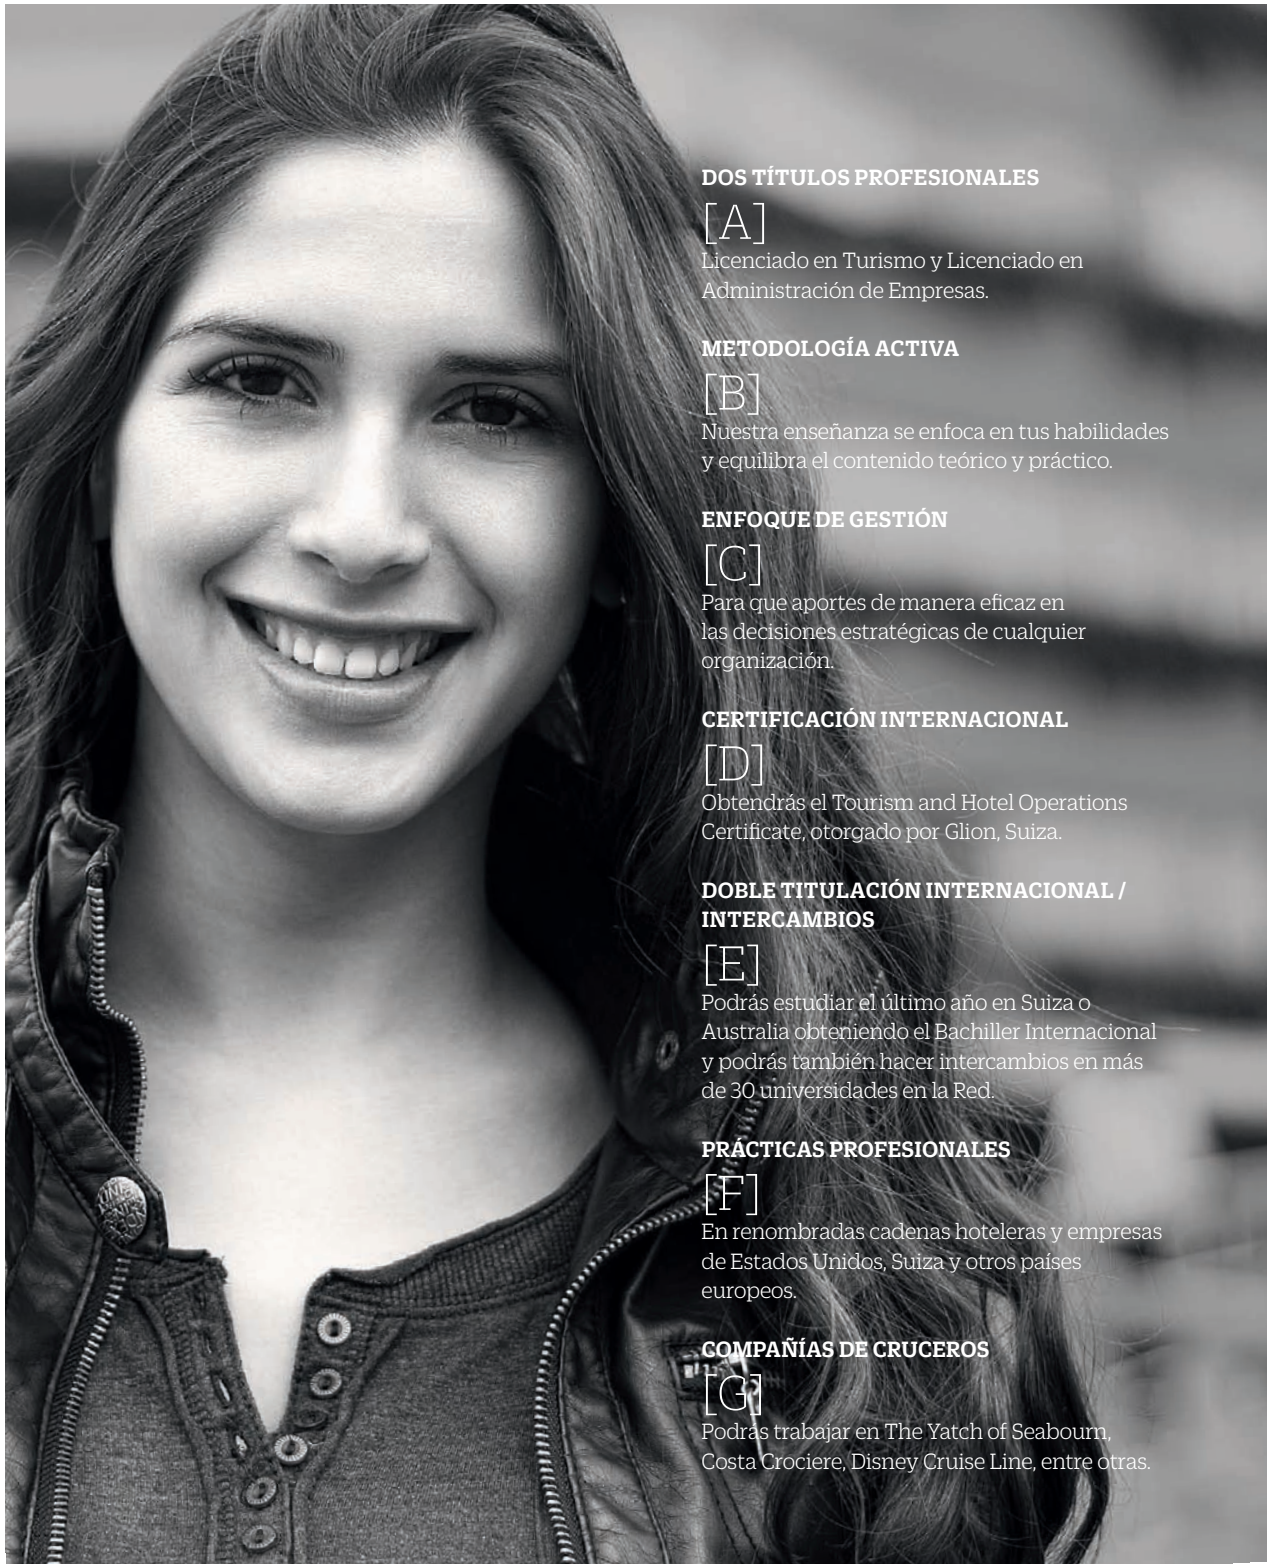 DOS TÍTULOS PROFESIONALES
[A]
Licenciado en Turismo y Licenciado en
Administración de Empresas.
METODOLOGÍA ACTIVA
[B]
Nuestra enseñanza se enfoca en tus habilidades
y equilibra el contenido teórico y práctico.
ENFOQUE DE GESTIÓN
[C]
Para que aportes de manera eficaz en
las decisiones estratégicas de cualquier
organización.
CERTIFICACIÓN INTERNACIONAL
[D]
Obtendrás el Tourism and Hotel Operations
Certificate, otorgado por Glion, Suiza.
DOBLE TITULACIÓN INTERNACIONAL /
INTERCAMBIOS
[E]
Podrás estudiar el último año en Suiza o
Australia obteniendo el Bachiller Internacional
y podrás también hacer intercambios en más
de 30 universidades en la Red.
PRÁCTICAS PROFESIONALES
[F]
En renombradas cadenas hoteleras y empresas
de Estados Unidos, Suiza y otros países
europeos.
COMPAÑÍAS DE CRUCEROS
[G]
Podrás trabajar en The Yatch of Seabourn,
Costa Crociere, Disney Cruise Line, entre otras.